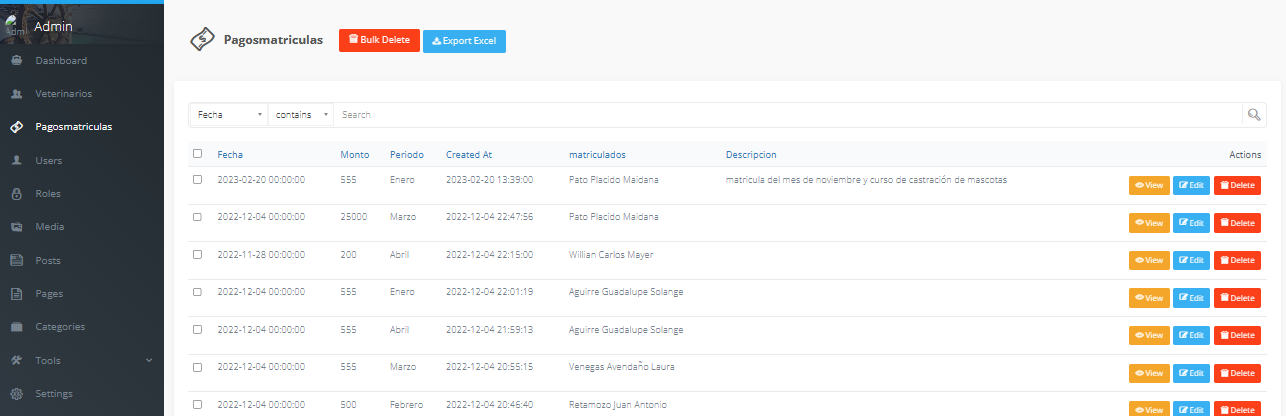 Admin
Dashboard
Veterinarios
Pagosmatriculas
Users
Roles
Media
Posts
Pages
Categories
Tools
Settings
Pagosmatriculas Bulk Delete Export Excel
Fecha contains Search
Fecha Monto Periodo Created At matriculados Descripcion Actions
2023-02-20 00:00:00 555 Enero 2023-02-20 13:39:00 Pato Placido Maidana matricula del mes de noviembre y curso de castración de mascotas View Edit Delete
2022-12-04 00:00:00 25000 Marzo 2022-12-04 22:47:56 Pato Placido Maidana View Edit Delete
2022-11-28 00:00:00 200 Abril 2022-12-04 22:15:00 Willian Carlos Mayer View Edit Delete
2022-12-04 00:00:00 555 Enero 2022-12-04 22:01:19 Aguirre Guadalupe Solange View Edit Delete
2022-12-04 00:00:00 555 Abril 2022-12-04 21:59:13 Aguirre Guadalupe Solange View Edit Delete
2022-12-04 00:00:00 555 Marzo 2022-12-04 20:55:15 Venegas Avendaño Laura View Edit Delete
2022-12-04 00:00:00 500 Febrero 2022-12-04 20:46:40 Retamozo Juan Antonio View Edit Delete